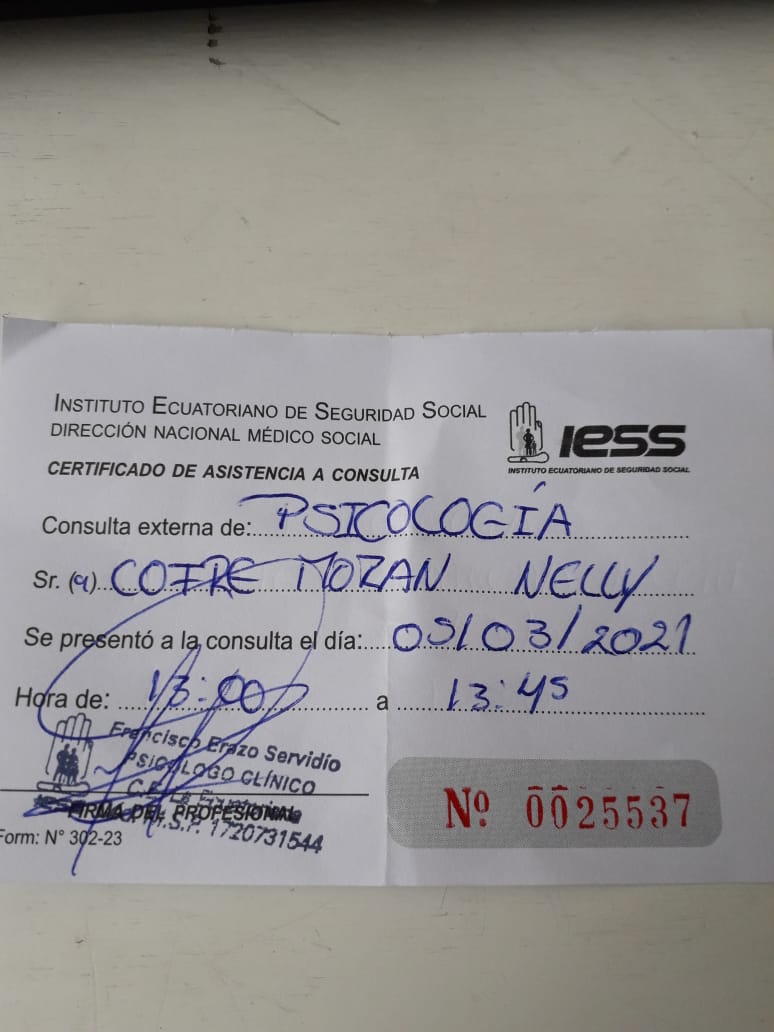 INSTITUTO ECUATORIANO DE SEGURIDAD SOCIAL
DIRECCIÓN NACIONAL MÉDICO SOCIAL
iess
INSTITUTO ECUATORIANO DE SEGURIDAD SOCIAL
CERTIFICADO DE ASISTENCIA A CONSULTA
Consulta externa de: PSICOLOGÍA
Sr. (a) COFRE MORAN NELLY
Se presentó a la consulta el día: 05/03/2021
Hora de: 13:00 a 13:45
Francisco Erazo Servidio
PSICÓLOGO CLÍNICO
FIRMA DEL PROFESIONAL
M.S.P. 1720731544
Form: N° 302-23
Nº 0025537